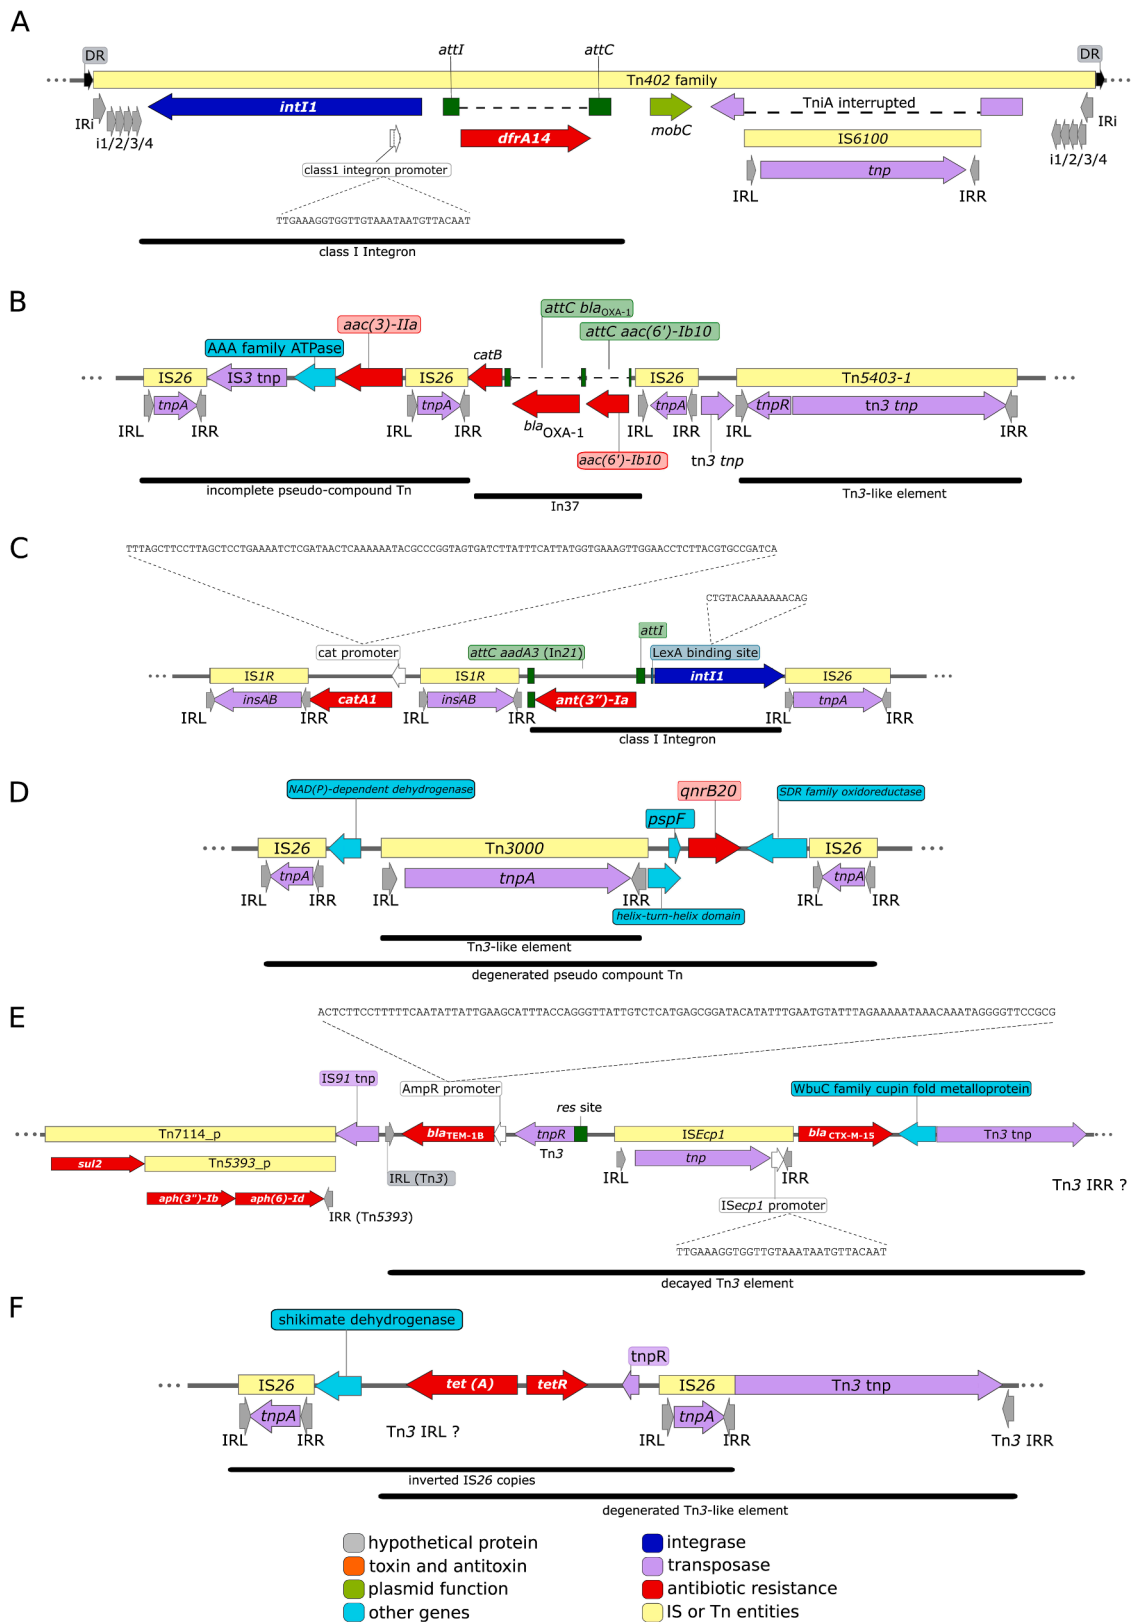 A
DR
attI
attC
DR
Tn402 family
intI1
TniA interrupted
IRi
i1/2/3/4
mobC
IRi
dfrA14
IS6100
i1/2/3/4
class1 integron promoter
tnp
IRL
IRR
TTGAAAGGTGGTTGTAAATAATGTTACAAT
class I Integron
B
attC blaOXA-1
aac(3)-IIa
attC aac(6')-Ib10
AAA family ATPase
catB
IS26
IS3 tnp
IS26
IS26
Tn5403-1
tnpA
tnpA
tnpA
tnpR
tn3 tnp
IRL
IRR
IRL
IRR
blaOXA-1
IRL
IRR
IRL
IRR
aac(6')-Ib10
tn3 tnp
incomplete pseudo-compound Tn
In37
Tn3-like element
C
TTTAGCTTCCTTAGCTCCTGAAAATCTCGATAACTCAAAAAATACGCCCGGTAGTGATCTTATTTCATTATGGTGAAAGTTGGAACCTCTTACGTGCCGATCA
CTGTACAAAAAAACAG
attI
cat promoter
attC aadA3 (In21)
LexA binding site
IS1R
IS1R
intI1
IS26
insAB
catA1
insAB
ant(3")-Ia
tnpA
IRL
IRR
IRL
IRR
IRL
IRR
class I Integron
D
NAD(P)-dependent dehydrogenase
qnrB20
SDR family oxidoreductase
pspF
IS26
Tn3000
IS26
tnpA
tnpA
tnpA
IRL
IRR
IRL
IRR
IRL
IRR
helix-turn-helix domain
Tn3-like element
degenerated pseudo compound Tn
E
ACTCTTCCTTTTTCAATATTATTGAAGCATTTACCAGGGTTATTGTCTCATGAGCGGATACATATTTGAATGTATTTAGAAAAATAAACAAATAGGGGTTCCGCG
IS91 tnp
AmpR promoter
WbuC family cupin fold metalloprotein
res site
Tn7114_p
blaTEM-1B
tnpR
ISEcp1
bla CTX-M-15
Tn3 tnp
Tn3
sul2
Tn5393_p
tnp
IRL (Tn3)
IRL
IRR
Tn3 IRR ?
aph(3")-Ib
aph(6)-Id
IRR (Tn5393)
ISecp1 promoter
TTGAAAGGTGGTTGTAAATAATGTTACAAT
decayed Tn3 element
F
shikimate dehydrogenase
tnpR
IS26
tet (A)
tetR
IS26
Tn3 tnp
tnpA
Tn3 IRL ?
tnpA
IRL
IRR
IRL
IRR
Tn3 IRR
inverted IS26 copies
degenerated Tn3-like element
hypothetical protein
integrase
toxin and antitoxin
transposase
plasmid function
antibiotic resistance
other genes
IS or Tn entities